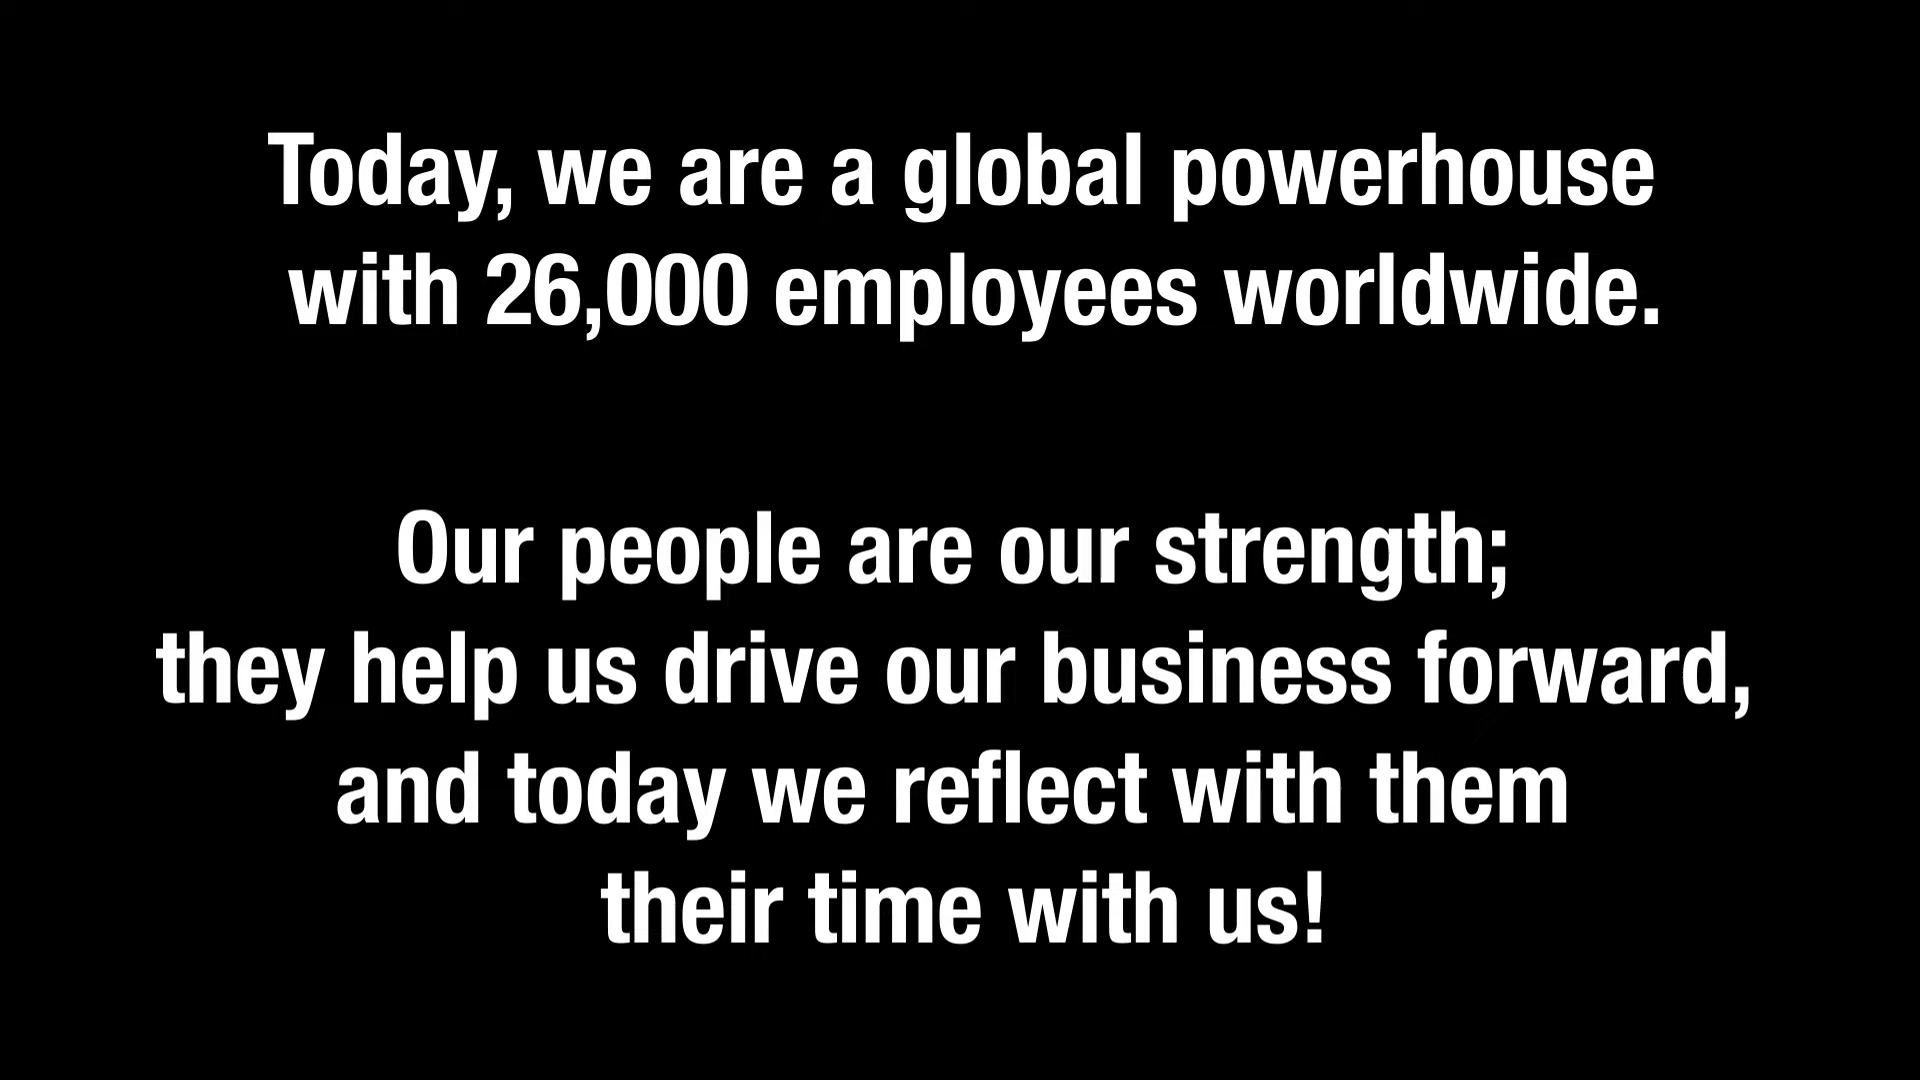 Today, we are a global powerhouse
with 26,000 employees worldwide.
Our people are our strength;
they help us drive our business forward,
and today we reflect with them
their time with us!